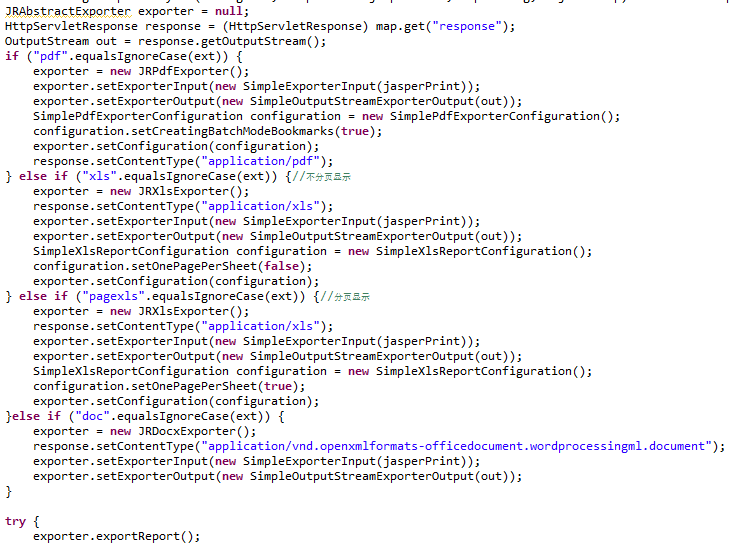 JRAbstractExporter exporter = null;
HttpServletResponse response = (HttpServletResponse) map.get("response");
OutputStream out = response.getOutputStream();
if ("pdf".equalsIgnoreCase(ext)) {
    exporter = new JRPdfExporter();
    exporter.setExporterInput(new SimpleExporterInput(jasperPrint));
    exporter.setExporterOutput(new SimpleOutputStreamExporterOutput(out));
    SimplePdfExporterConfiguration configuration = new SimplePdfExporterConfiguration();
    configuration.setCreatingBatchModeBookmarks(true);
    exporter.setConfiguration(configuration);
    response.setContentType("application/pdf");
} else if ("xls".equalsIgnoreCase(ext)) {//不分页显示
    exporter = new JRXlsExporter();
    response.setContentType("application/xls");
    exporter.setExporterInput(new SimpleExporterInput(jasperPrint));
    exporter.setExporterOutput(new SimpleOutputStreamExporterOutput(out));
    SimpleXlsReportConfiguration configuration = new SimpleXlsReportConfiguration();
    configuration.setOnePagePerSheet(false);
    exporter.setConfiguration(configuration);
} else if ("pagexls".equalsIgnoreCase(ext)) {//分页显示
    exporter = new JRXlsExporter();
    response.setContentType("application/xls");
    exporter.setExporterInput(new SimpleExporterInput(jasperPrint));
    exporter.setExporterOutput(new SimpleOutputStreamExporterOutput(out));
    SimpleXlsReportConfiguration configuration = new SimpleXlsReportConfiguration();
    configuration.setOnePagePerSheet(true);
    exporter.setConfiguration(configuration);
}else if ("doc".equalsIgnoreCase(ext)) {
    exporter = new JRDocxExporter();
    response.setContentType("application/vnd.openxmlformats-officedocument.wordprocessingml.document");
    exporter.setExporterInput(new SimpleExporterInput(jasperPrint));
    exporter.setExporterOutput(new SimpleOutputStreamExporterOutput(out));
}
try {
    exporter.exportReport();